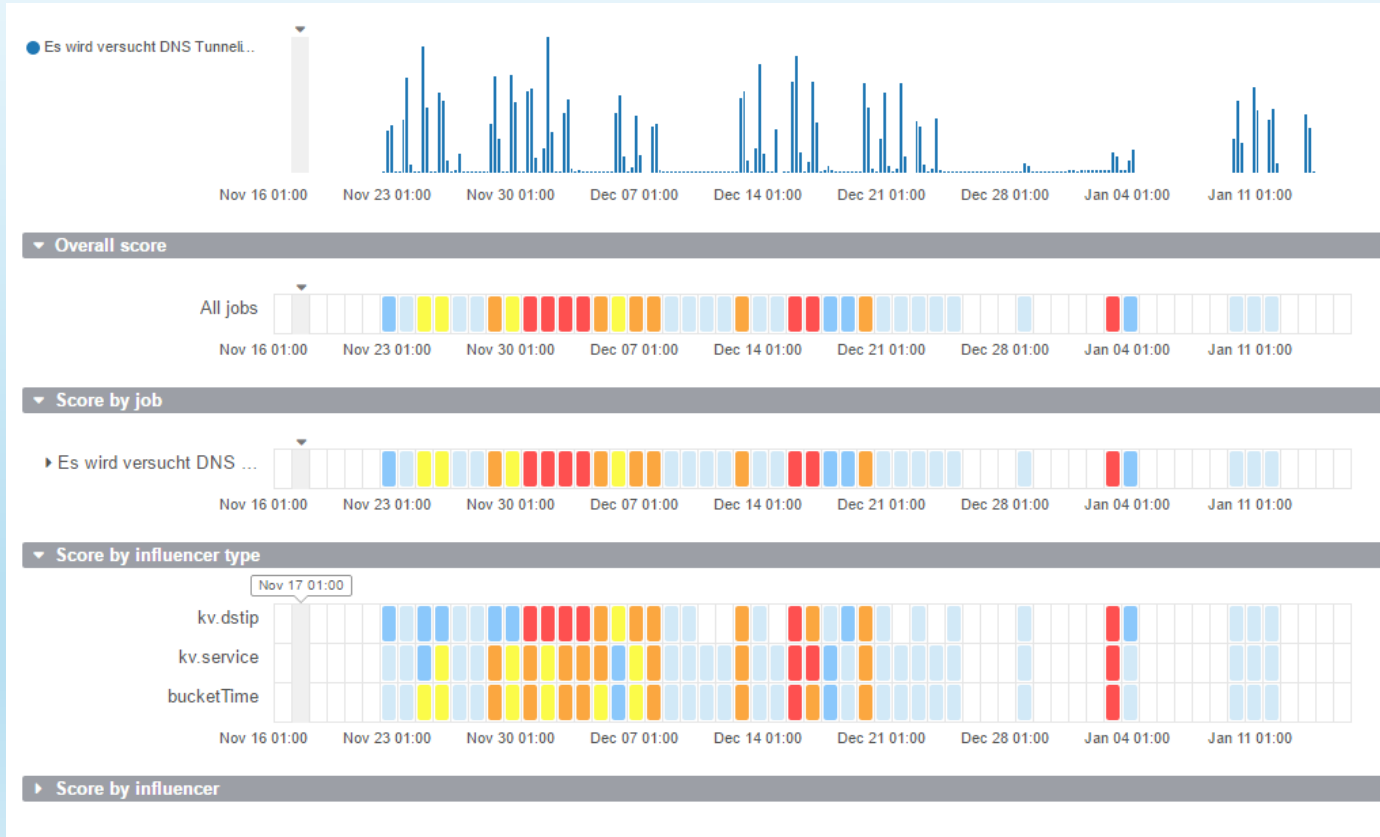 Es wird versucht DNS Tunneli...
Nov 16 01:00 Nov 23 01:00 Nov 30 01:00 Dec 07 01:00 Dec 14 01:00 Dec 21 01:00 Dec 28 01:00 Jan 04 01:00 Jan 11 01:00
Overall score
All jobs
Nov 16 01:00 Nov 23 01:00 Nov 30 01:00 Dec 07 01:00 Dec 14 01:00 Dec 21 01:00 Dec 28 01:00 Jan 04 01:00 Jan 11 01:00
Score by job
Es wird versucht DNS ...
Nov 16 01:00 Nov 23 01:00 Nov 30 01:00 Dec 07 01:00 Dec 14 01:00 Dec 21 01:00 Dec 28 01:00 Jan 04 01:00 Jan 11 01:00
Score by influencer type
Nov 17 01:00
kv.dstip
kv.service
bucketTime
Nov 16 01:00 Nov 23 01:00 Nov 30 01:00 Dec 07 01:00 Dec 14 01:00 Dec 21 01:00 Dec 28 01:00 Jan 04 01:00 Jan 11 01:00
Score by influencer